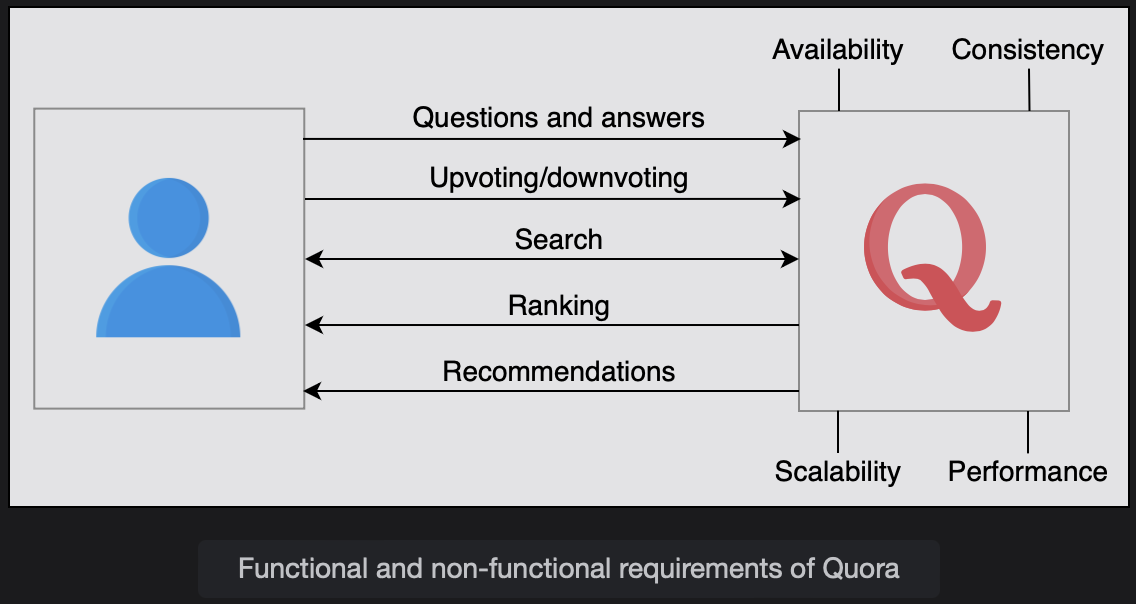 Availability Consistency
Questions and answers
Upvoting/downvoting
Search
Ranking
Recommendations
Q
Scalability Performance
Functional and non-functional requirements of Quora